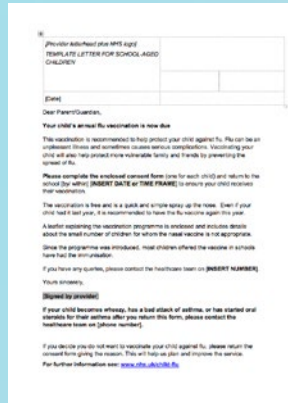 [Provider letterhead plus NHS logo]
TEMPLATE LETTER FOR SCHOOL-AGED
CHILDREN
[Date]
Dear Parent/Guardian,
Your child's annual flu vaccination is now due
This vaccination is recommended to help protect your child against flu. Flu can be an
unpleasant illness and sometimes causes serious complications. Vaccinating your
child will also help protect more vulnerable family and friends by preventing the
spread of flu.
Please complete the enclosed consent form (one for each child) and return to the
school [by/ within] [INSERT DATE or TIME FRAME] to ensure your child receives
their vaccination.
The vaccination is free and is a quick and simple spray up the nose. Even if your
child had it last year, it is recommended to have the flu vaccine again this year.
A leaflet explaining the vaccination programme is enclosed and includes details
about the small number of children for whom the nasal vaccine is not appropriate.
Since the programme was introduced, most children offered the vaccine in schools
have had the immunisation.
If you have any queries, please contact the healthcare team on [INSERT NUMBER]
Yours sincerely,
[Signed by provider]
If your child becomes wheezy, has a bad attack of asthma, or has started oral
steroids for their asthma after you return this form, please contact the
healthcare team on [phone number].
If you decide you do not want to vaccinate your child against flu, please return the
consent form giving the reason. This will help us plan and improve the service.
For further information see: www.nhs.uk/child-flu